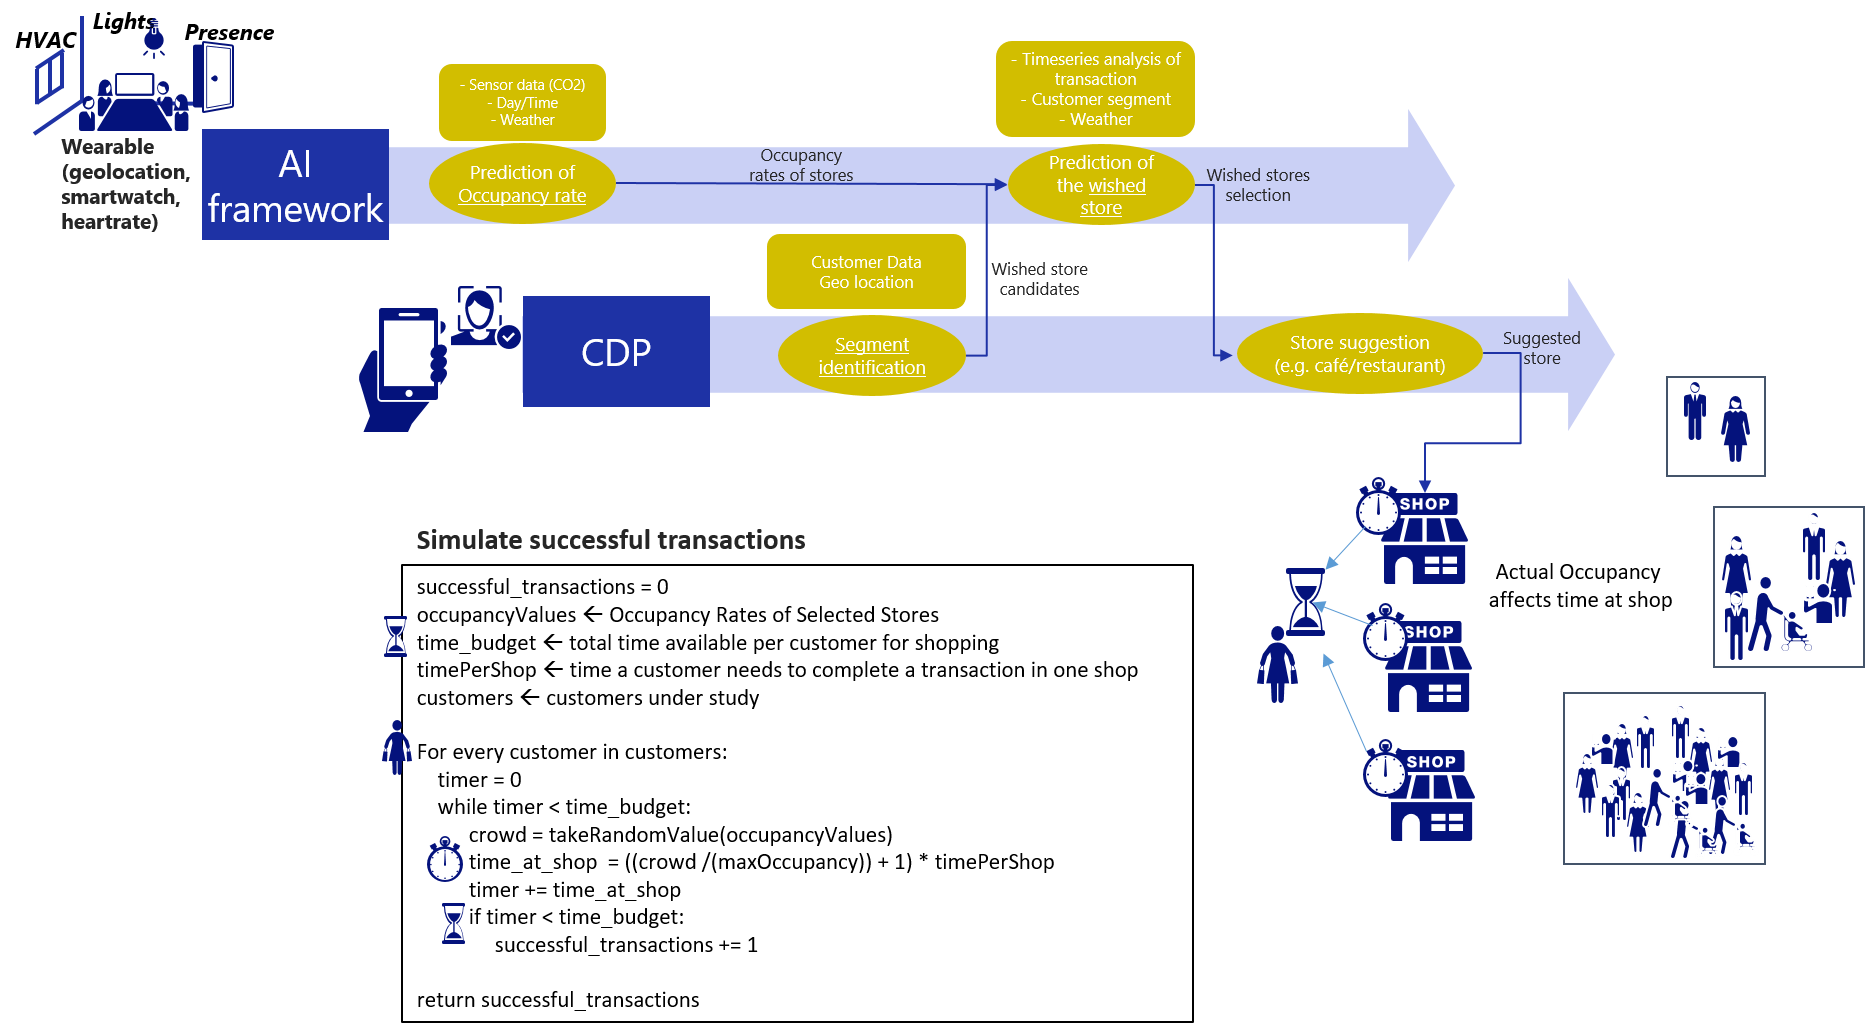 Lights
HVAC
Presence
Wearable
(geolocation,
smartwatch,
heartrate)
AI
framework
- Sensor data (CO2)
- Day/Time
- Weather
Prediction of
Occupancy rate
Occupancy
rates of stores
- Timeseries analysis of
transaction
- Customer segment
- Weather
Prediction of
the wished
store
Wished stores
selection
Customer Data
Geo location
Wished store
candidates
CDP
Segment
identification
Store suggestion
(e.g. café/restaurant)
Suggested
store
SHOP
SHOP
SHOP
Actual Occupancy
affects time at shop
Simulate successful transactions
successful_transactions = 0
occupancyValues ← Occupancy Rates of Selected Stores
time_budget ← total time available per customer for shopping
timePerShop ← time a customer needs to complete a transaction in one shop
customers ← customers under study
For every customer in customers:
timer = 0
while timer < time_budget:
crowd = takeRandomValue(occupancyValues)
time_at_shop = ((crowd /(maxOccupancy)) + 1) * timePerShop
timer += time_at_shop
if timer < time_budget:
successful_transactions += 1
return successful_transactions